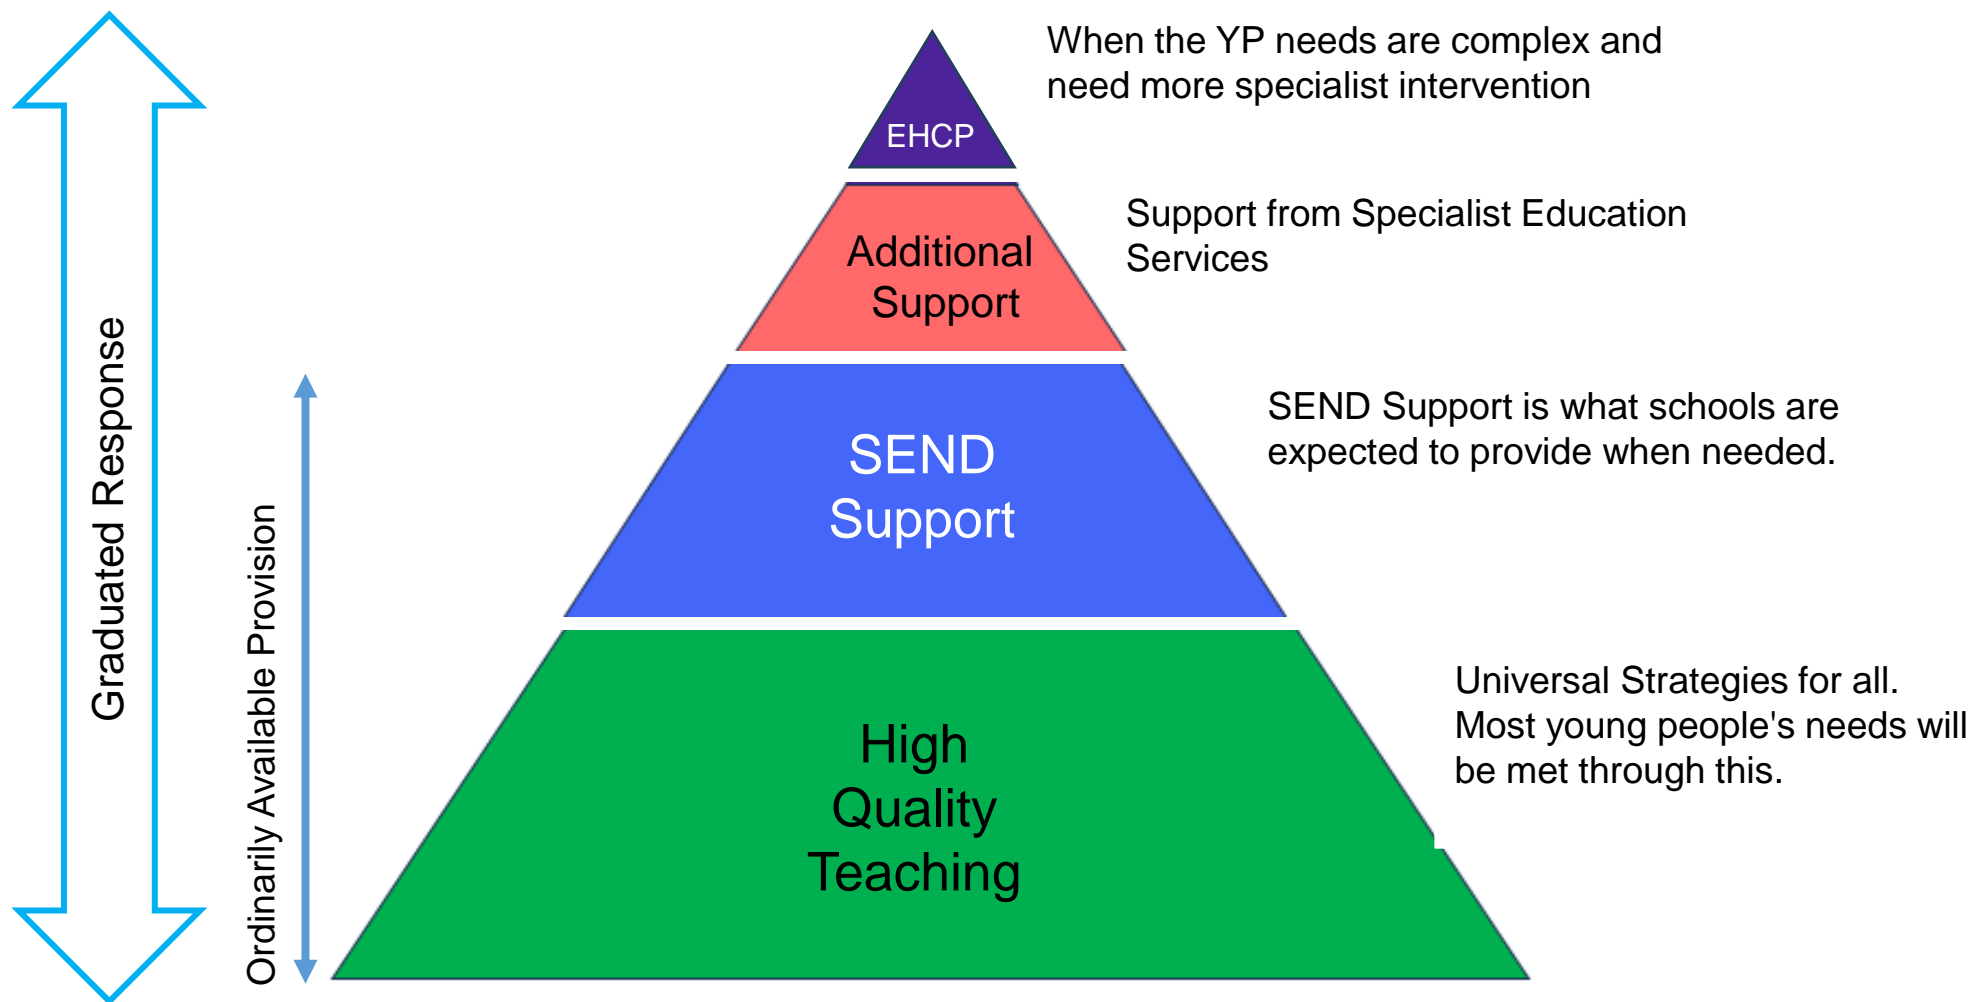 Graduated Response
Ordinarily Available Provision
EHCP
When the YP needs are complex and
need more specialist intervention
Additional
Support
Support from Specialist Education
Services
SEND
Support
SEND Support is what schools are
expected to provide when needed.
High
Quality
Teaching
Universal Strategies for all.
Most young people's needs will
be met through this.